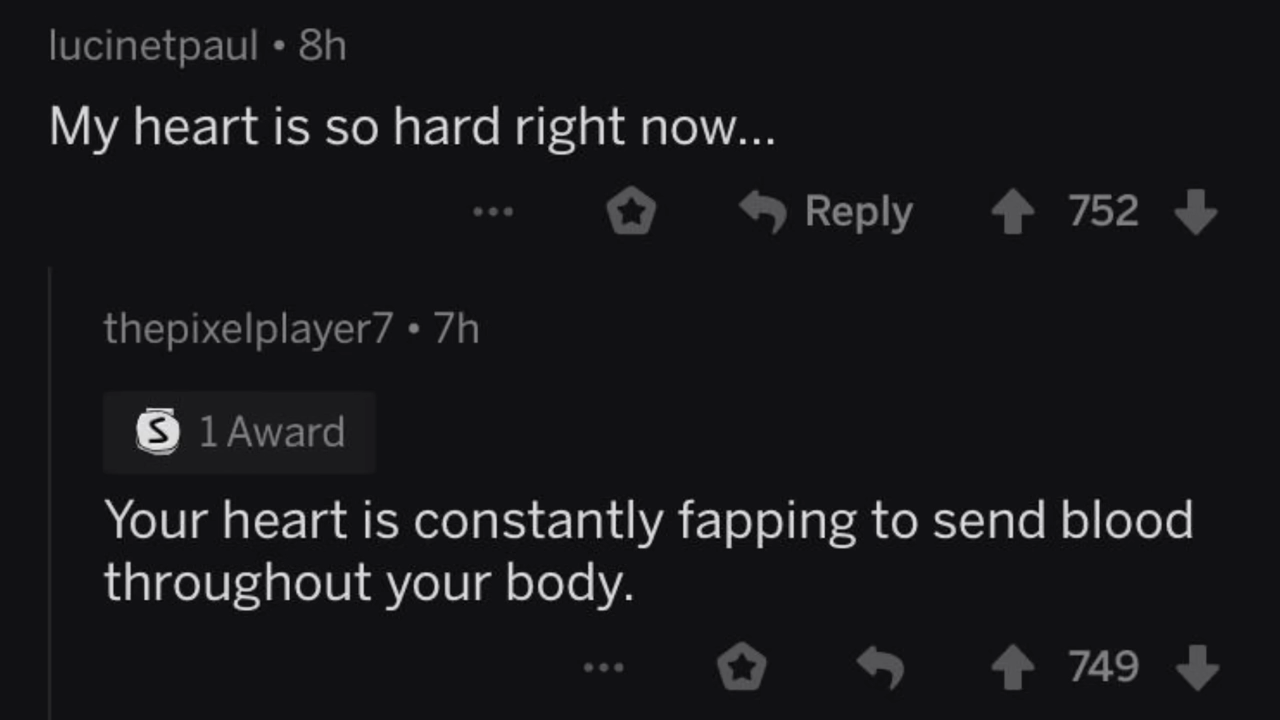 lucinetpaul • 8h
My heart is so hard right now...
Reply 752
thepixelplayer7 • 7h
S 1 Award
Your heart is constantly fapping to send blood
throughout your body.
749